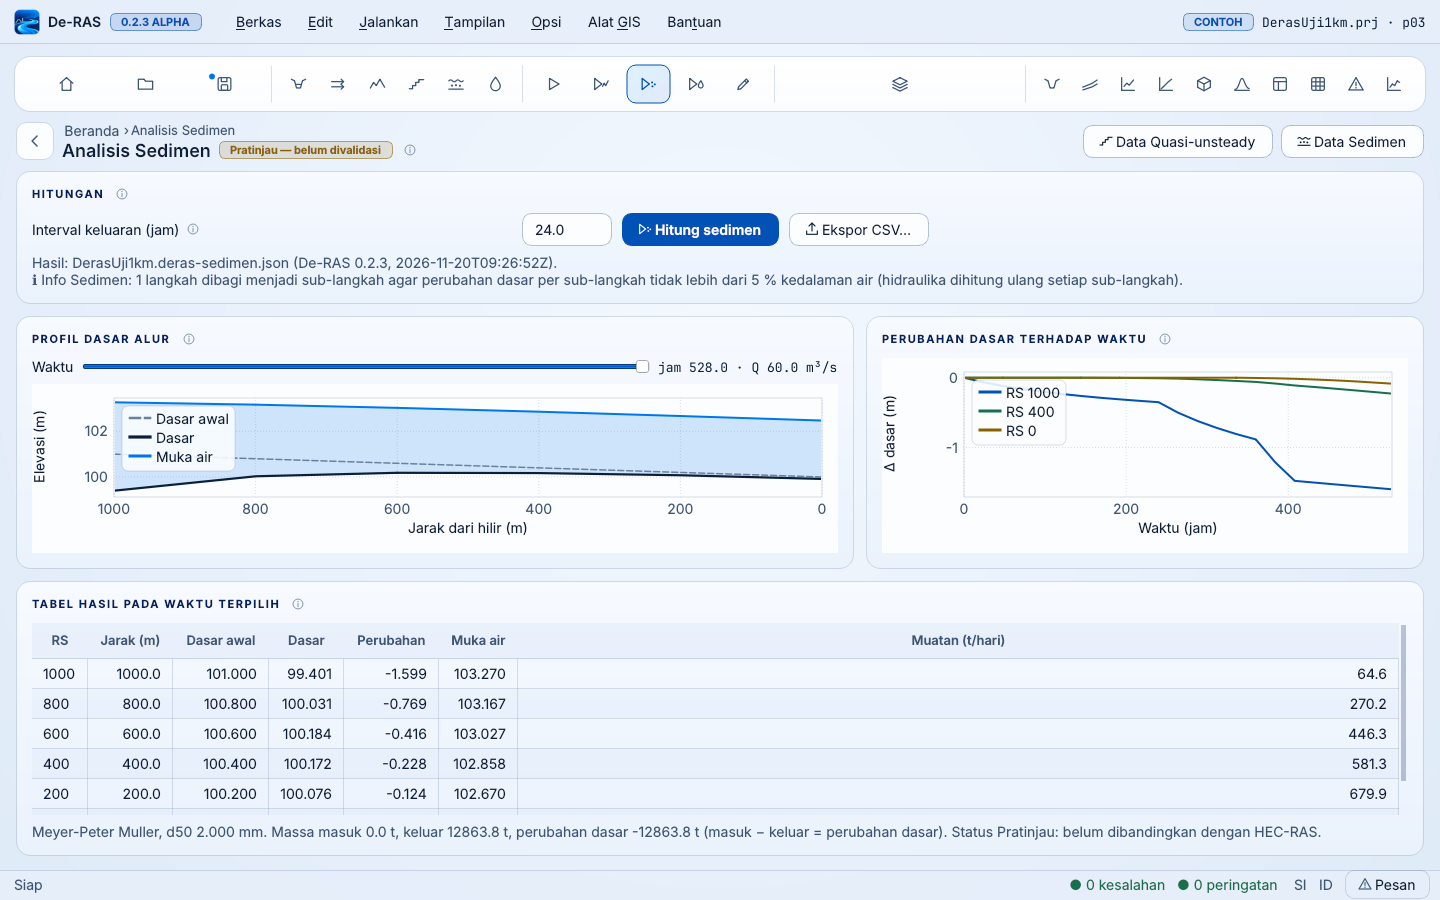 De-RAS 0.2.3 ALPHA Berkas Edit Jalankan Tampilan Opsi Alat GIS Bantuan CONTOH DerasUji1km.prj · p03
Beranda › Analisis Sedimen
Analisis Sedimen Pratinjau — belum divalidasi Data Quasi-unsteady Data Sedimen
HITUNGAN
Interval keluaran (jam) 24.0 Hitung sedimen Ekspor CSV...
Hasil: DerasUji1km.deras-sedimen.json (De-RAS 0.2.3, 2026-11-20T09:26:52Z).
ℹ Info Sedimen: 1 langkah dibagi menjadi sub-langkah agar perubahan dasar per sub-langkah tidak lebih dari 5 % kedalaman air (hidraulika dihitung ulang setiap sub-langkah).
PROFIL DASAR ALUR
Waktu jam 528.0 · Q 60.0 m³/s
Elevasi (m)
102
100
Dasar awal
Dasar
Muka air
1000 800 600 400 200 0
Jarak dari hilir (m)
PERUBAHAN DASAR TERHADAP WAKTU
Δ dasar (m)
0
-1
RS 1000
RS 400
RS 0
0 200 400
Waktu (jam)
TABEL HASIL PADA WAKTU TERPILIH
RS Jarak (m) Dasar awal Dasar Perubahan Muka air Muatan (t/hari)
1000 1000.0 101.000 99.401 -1.599 103.270 64.6
800 800.0 100.800 100.031 -0.769 103.167 270.2
600 600.0 100.600 100.184 -0.416 103.027 446.3
400 400.0 100.400 100.172 -0.228 102.858 581.3
200 200.0 100.200 100.076 -0.124 102.670 679.9
Meyer-Peter Muller, d50 2.000 mm. Massa masuk 0.0 t, keluar 12863.8 t, perubahan dasar -12863.8 t (masuk − keluar = perubahan dasar). Status Pratinjau: belum dibandingkan dengan HEC-RAS.
Siap 0 kesalahan 0 peringatan SI ID Pesan